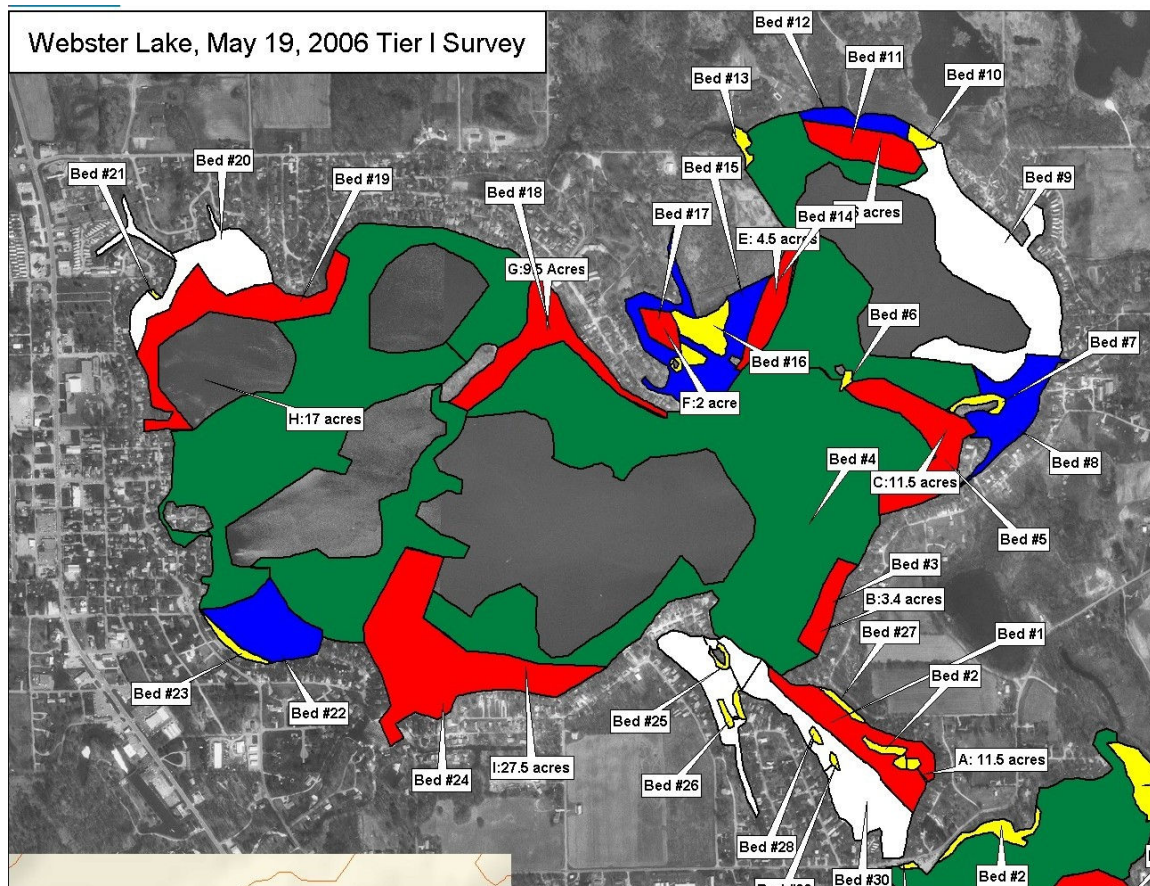 Webster Lake, May 19, 2006 Tier I Survey
Bed #12
Bed #11
Bed #10
Bed #13
Bed #20
Bed #21
Bed #19
Bed #18
Bed #15
Bed #9
Bed #17
Bed #14
acres
E: 4.5 acres
G:9.5 Acres
Bed #6
Bed #7
Bed #16
F:2 acre
H:17 acres
Bed #4
Bed #8
C:11.5 acres
Bed #5
Bed #3
B:3.4 acres
Bed #27
Bed #1
Bed #2
Bed #23
Bed #22
Bed #25
Bed #24
I:27.5 acres
A: 11.5 acres
Bed #26
Bed #28
Bed #30
Bed #2